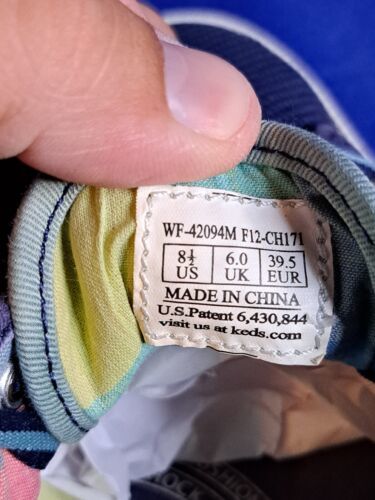 WF-42094M F12-CH171
8½ 6.0 39.5
US UK EUR
MADE IN CHINA
U.S.Patent 6,430,844
visit us at keds.com